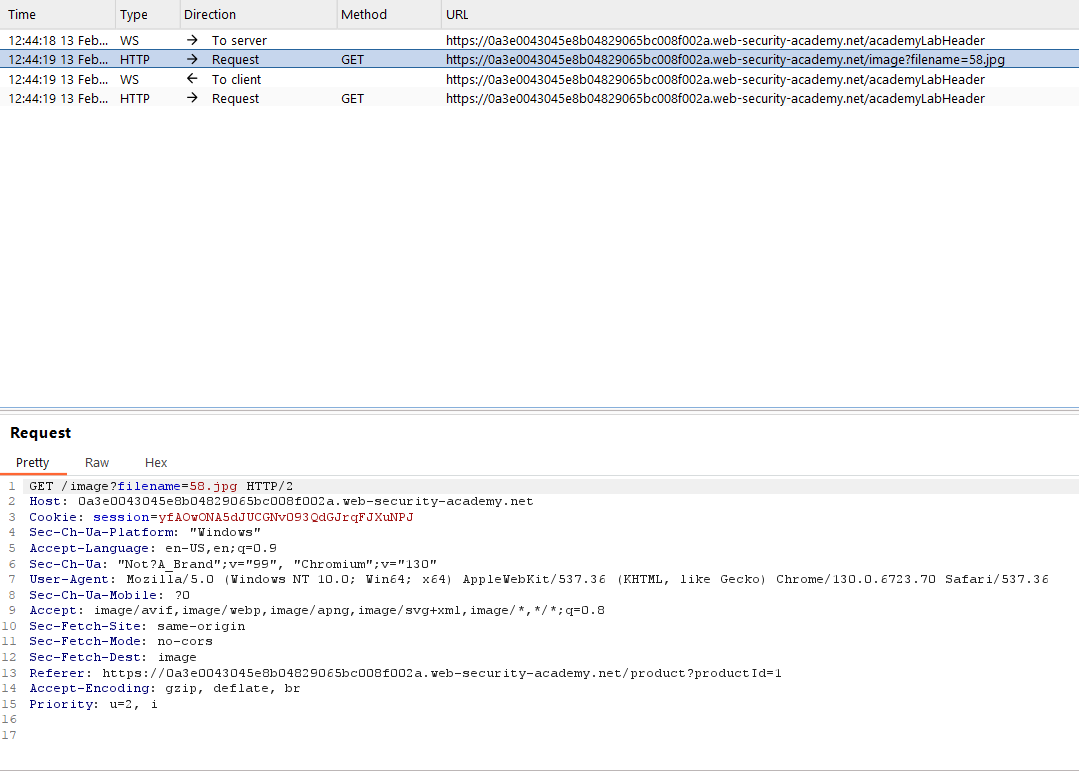 Time Type Direction Method URL
12:44:18 13 Feb... WS → To server https://0a3e0043045e8b04829065bc008f002a.web-security-academy.net/academyLabHeader
12:44:19 13 Feb... HTTP → Request GET https://0a3e0043045e8b04829065bc008f002a.web-security-academy.net/image?filename=58.jpg
12:44:19 13 Feb... WS ← To client https://0a3e0043045e8b04829065bc008f002a.web-security-academy.net/academyLabHeader
12:44:19 13 Feb... HTTP → Request GET https://0a3e0043045e8b04829065bc008f002a.web-security-academy.net/academyLabHeader
Request
Pretty Raw Hex
1 GET /image?filename=58.jpg HTTP/2
2 Host: 0a3e0043045e8b04829065bc008f002a.web-security-academy.net
3 Cookie: session=yfAOwONA5dJUCGNvO93QdGJrqFJXuNPJ
4 Sec-Ch-Ua-Platform: "Windows"
5 Accept-Language: en-US,en;q=0.9
6 Sec-Ch-Ua: "Not?A_Brand";v="99", "Chromium";v="130"
7 User-Agent: Mozilla/5.0 (Windows NT 10.0; Win64; x64) AppleWebKit/537.36 (KHTML, like Gecko) Chrome/130.0.6723.70 Safari/537.36
8 Sec-Ch-Ua-Mobile: ?0
9 Accept: image/avif,image/webp,image/apng,image/svg+xml,image/*,*/*;q=0.8
10 Sec-Fetch-Site: same-origin
11 Sec-Fetch-Mode: no-cors
12 Sec-Fetch-Dest: image
13 Referer: https://0a3e0043045e8b04829065bc008f002a.web-security-academy.net/product?productId=1
14 Accept-Encoding: gzip, deflate, br
15 Priority: u=2, i
16
17